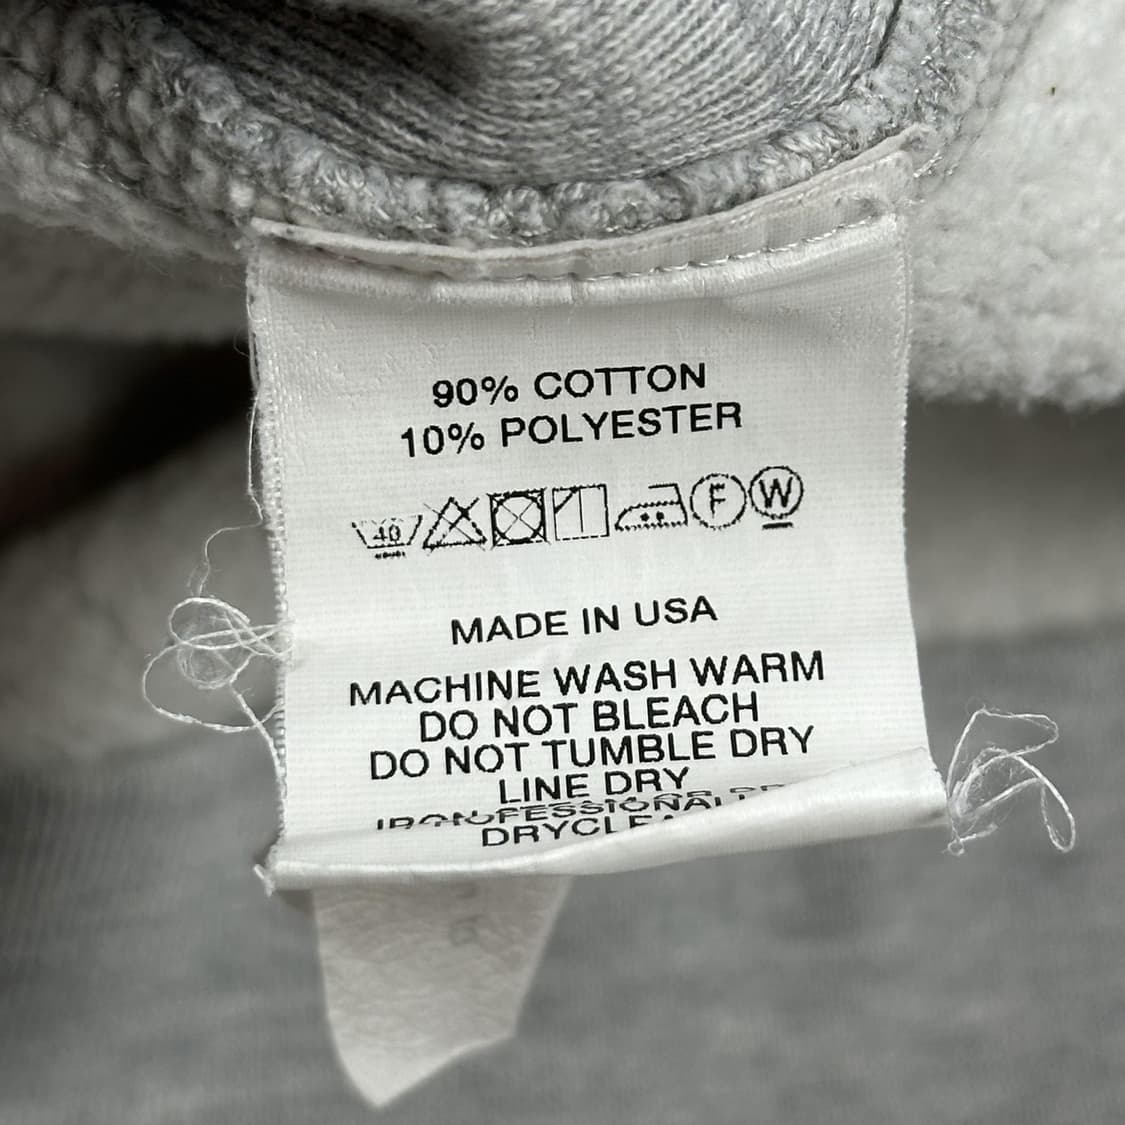 90% COTTON
10% POLYESTER
40 F W
MADE IN USA
MACHINE WASH WARM
DO NOT BLEACH
DO NOT TUMBLE DRY
LINE DRY